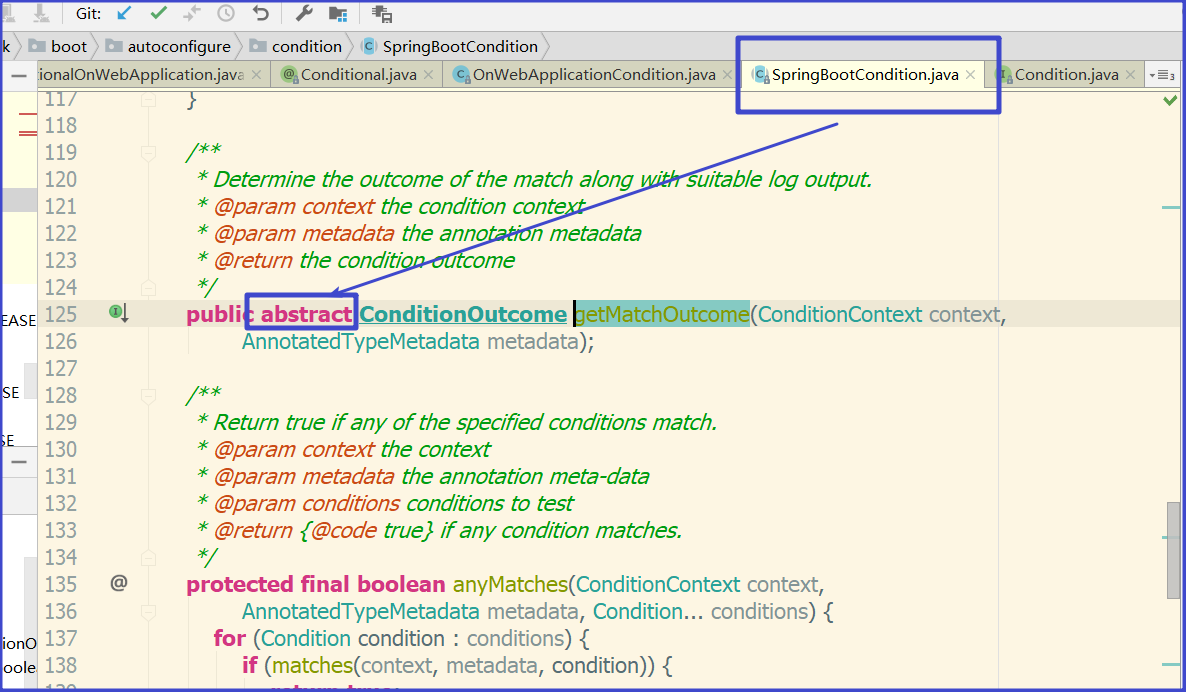 Git:
k boot autoconfigure condition SpringBootCondition
ionalOnWebApplication.java Conditional.java OnWebApplicationCondition.java SpringBootCondition.java Condition.java 3
117 }
118
119 /**
120 * Determine the outcome of the match along with suitable log output.
121 * @param context the condition context
122 * @param metadata the annotation metadata
123 * @return the condition outcome
124 */
125 public abstract ConditionOutcome getMatchOutcome(ConditionContext context,
126 AnnotatedTypeMetadata metadata);
127
128 /**
129 * Return true if any of the specified conditions match.
130 * @param context the context
131 * @param metadata the annotation meta-data
132 * @param conditions conditions to test
133 * @return {@code true} if any condition matches.
134 */
135 @ protected final boolean anyMatches(ConditionContext context,
136 AnnotatedTypeMetadata metadata, Condition... conditions) {
137 for (Condition condition : conditions) {
138 if (matches(context, metadata, condition)) {
139 return true;
EASE
SE
SE
ionO
oole